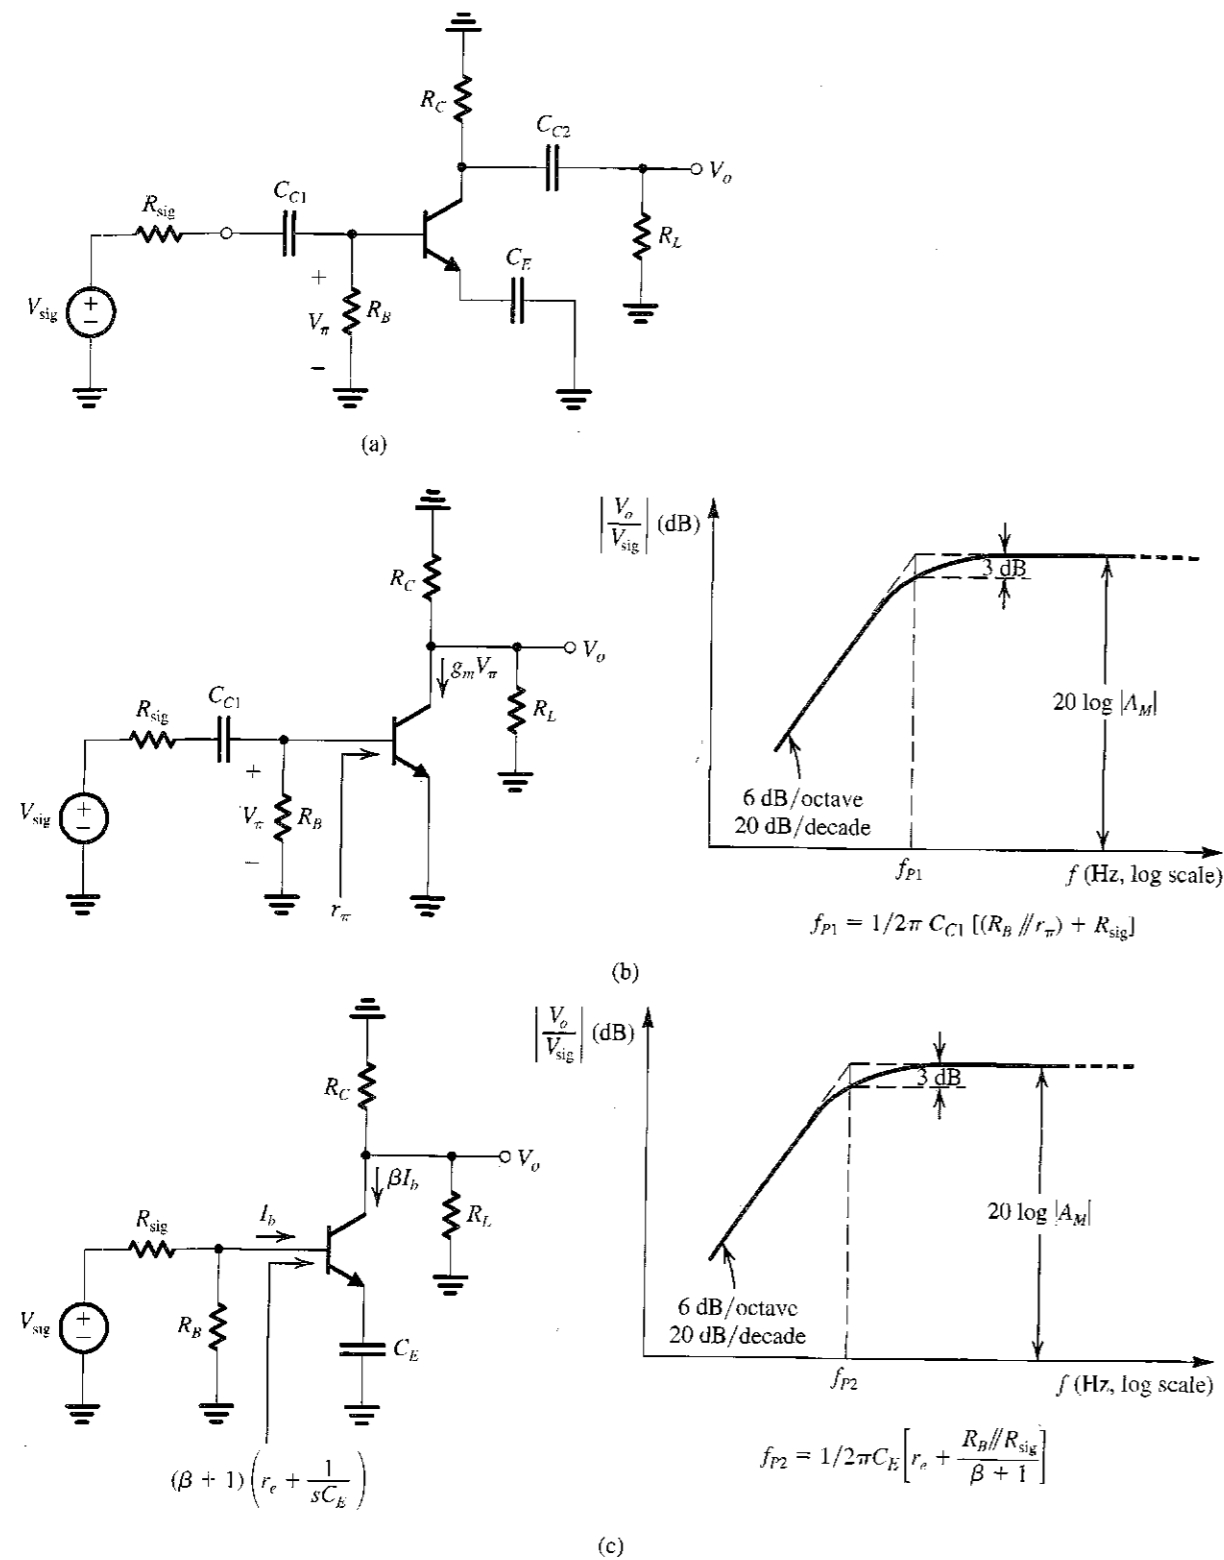 R_C
C_C2
V_o
C_C1
R_sig
R_L
C_E
+
V_sig
+
−
V_π
R_B
−
(a)
|V_o / V_sig| (dB)
3 dB
R_C
V_o
g_m V_π
C_C1
R_sig
R_L
20 log |A_M|
+
V_sig
+
−
V_π
R_B
−
6 dB/octave
20 dB/decade
r_π
f_P1
f (Hz, log scale)
f_P1 = 1/2π C_C1 [(R_B // r_π) + R_sig]
(b)
|V_o / V_sig| (dB)
3 dB
R_C
V_o
βI_b
R_sig
I_b
R_L
20 log |A_M|
V_sig
+
−
R_B
C_E
6 dB/octave
20 dB/decade
f_P2
f (Hz, log scale)
(β + 1) (r_e + 1 / sC_E)
f_P2 = 1/2πC_E [r_e + R_B // R_sig / β + 1]
(c)